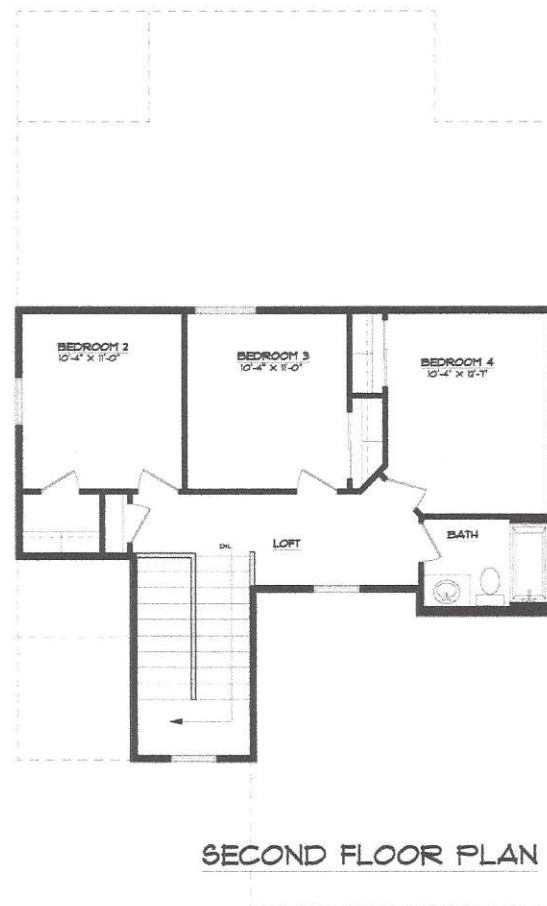 BEDROOM 2
10'-4" X 11'-0"
BEDROOM 3
10'-4" X 11'-0"
BEDROOM 4
10'-4" X 12'-7"
BATH
LOFT
SECOND FLOOR PLAN